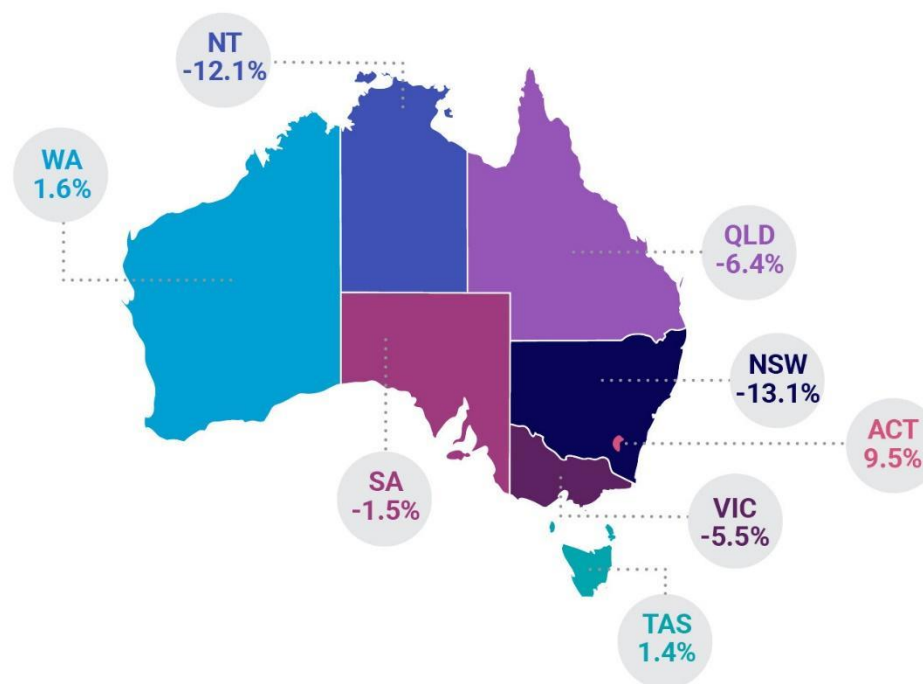 NT
-12.1%
WA
1.6%
QLD
-6.4%
NSW
-13.1%
ACT
9.5%
SA
-1.5%
VIC
-5.5%
TAS
1.4%